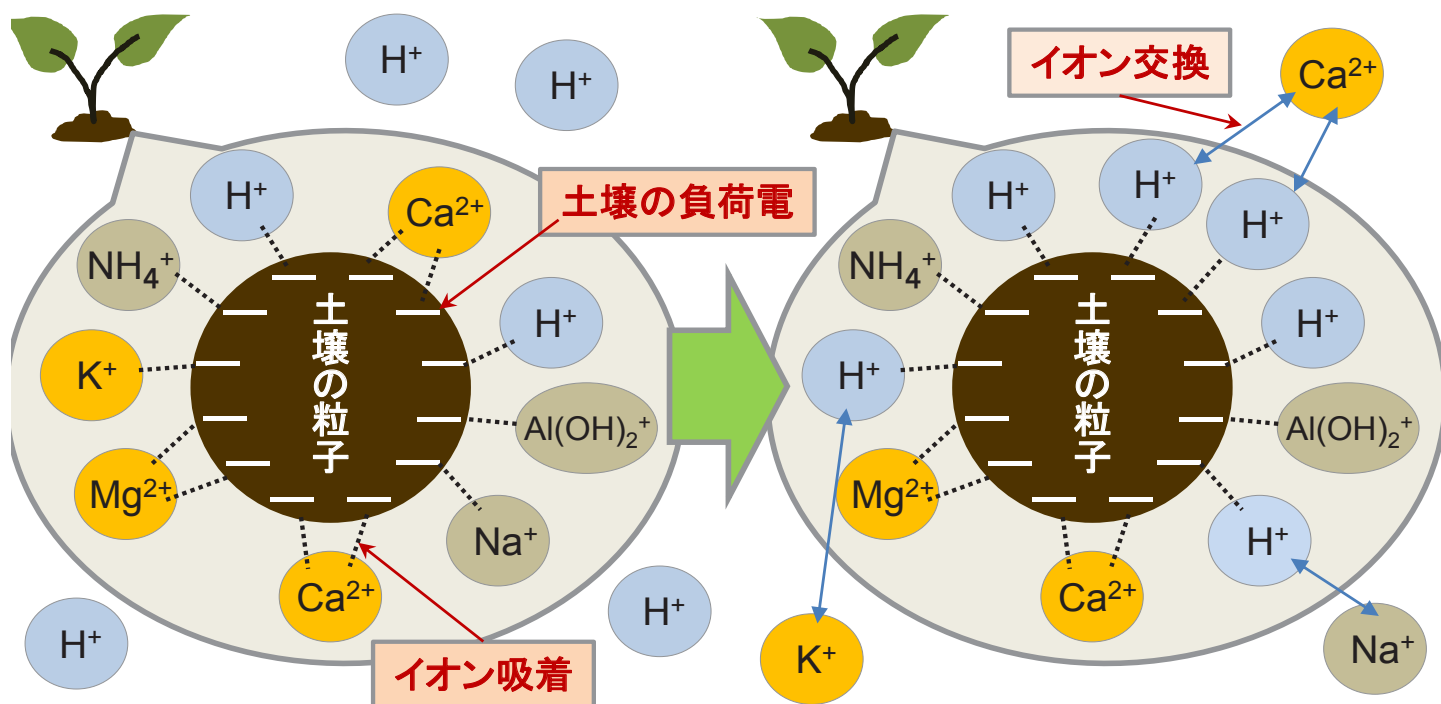 H⁺
H⁺
H⁺
Ca²⁺
土壌の負荷電
NH₄⁺
H⁺
K⁺
土壌の粒子
Al(OH)₂⁺
Mg²⁺
Na⁺
Ca²⁺
H⁺
H⁺
イオン吸着
イオン交換
Ca²⁺
H⁺
H⁺
H⁺
NH₄⁺
H⁺
H⁺
土壌の粒子
Al(OH)₂⁺
Mg²⁺
H⁺
Ca²⁺
K⁺
Na⁺